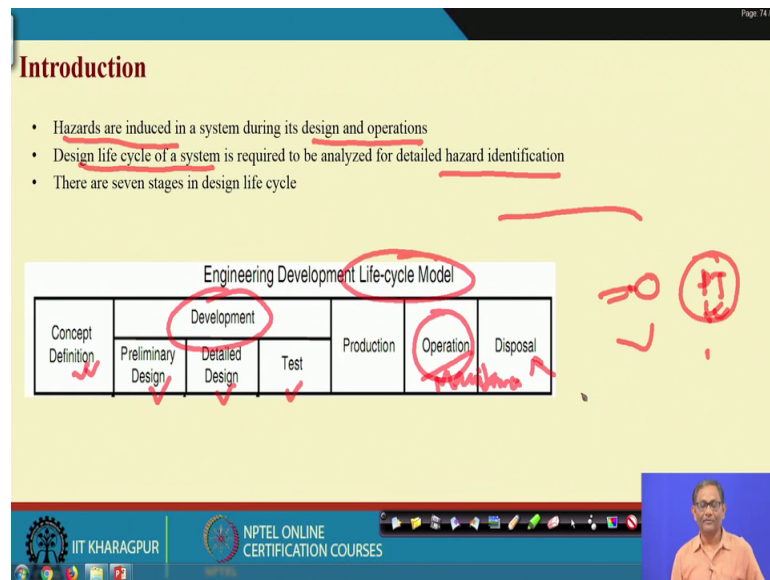 Page: 74
Introduction
• Hazards are induced in a system during its design and operations
• Design life cycle of a system is required to be analyzed for detailed hazard identification
• There are seven stages in design life cycle
Engineering Development Life-cycle Model
Concept Definition
Development
Preliminary Design
Detailed Design
Test
Production
Operation
Disposal
IIT KHARAGPUR
NPTEL ONLINE
CERTIFICATION COURSES